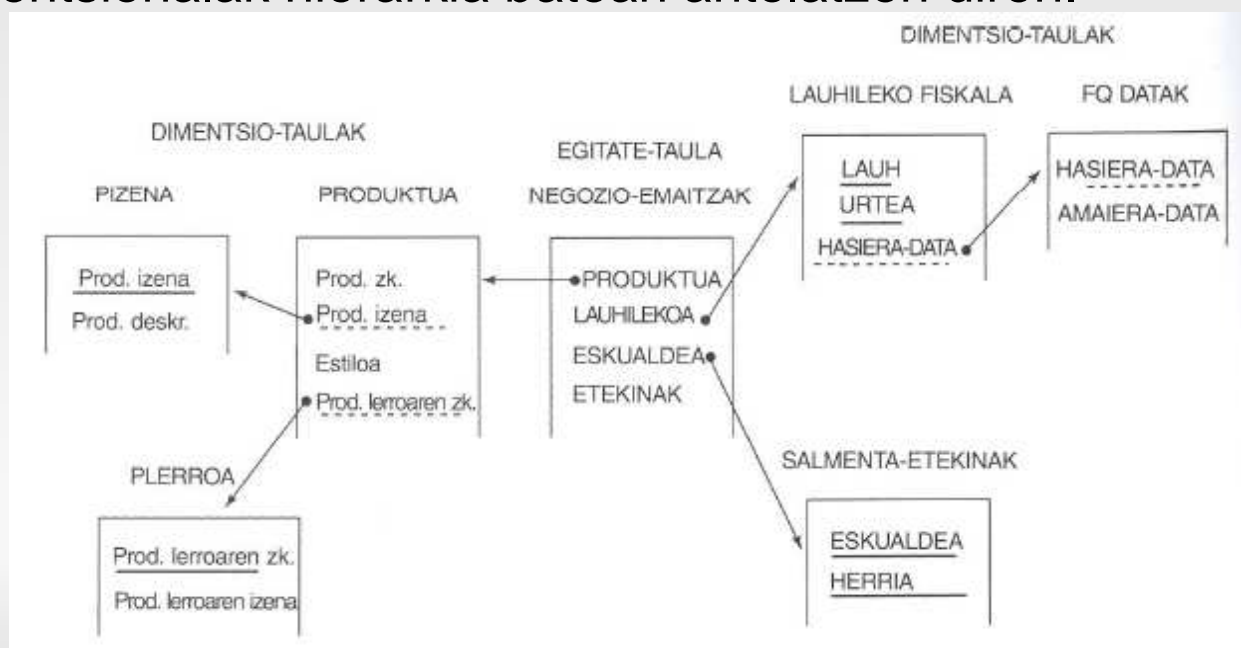 DIMENTSIO-TAULAK
LAUHILEKO FISKALA
FQ DATAK
DIMENTSIO-TAULAK
EGITATE-TAULA
PIZENA
PRODUKTUA
NEGOZIO-EMAITZAK
LAUH
URTEA
HASIERA-DATA
HASIERA-DATA
AMAIERA-DATA
Prod. izena
Prod. deskr.
Prod. zk.
Prod. izena
Estiloa
Prod. lerroaren zk.
PRODUKTUA
LAUHILEKOA
ESKUALDEA
ETEKINAK
PLERROA
SALMENTA-ETEKINAK
Prod. lerroaren zk.
Prod. lerroaren izena
ESKUALDEA
HERRIA